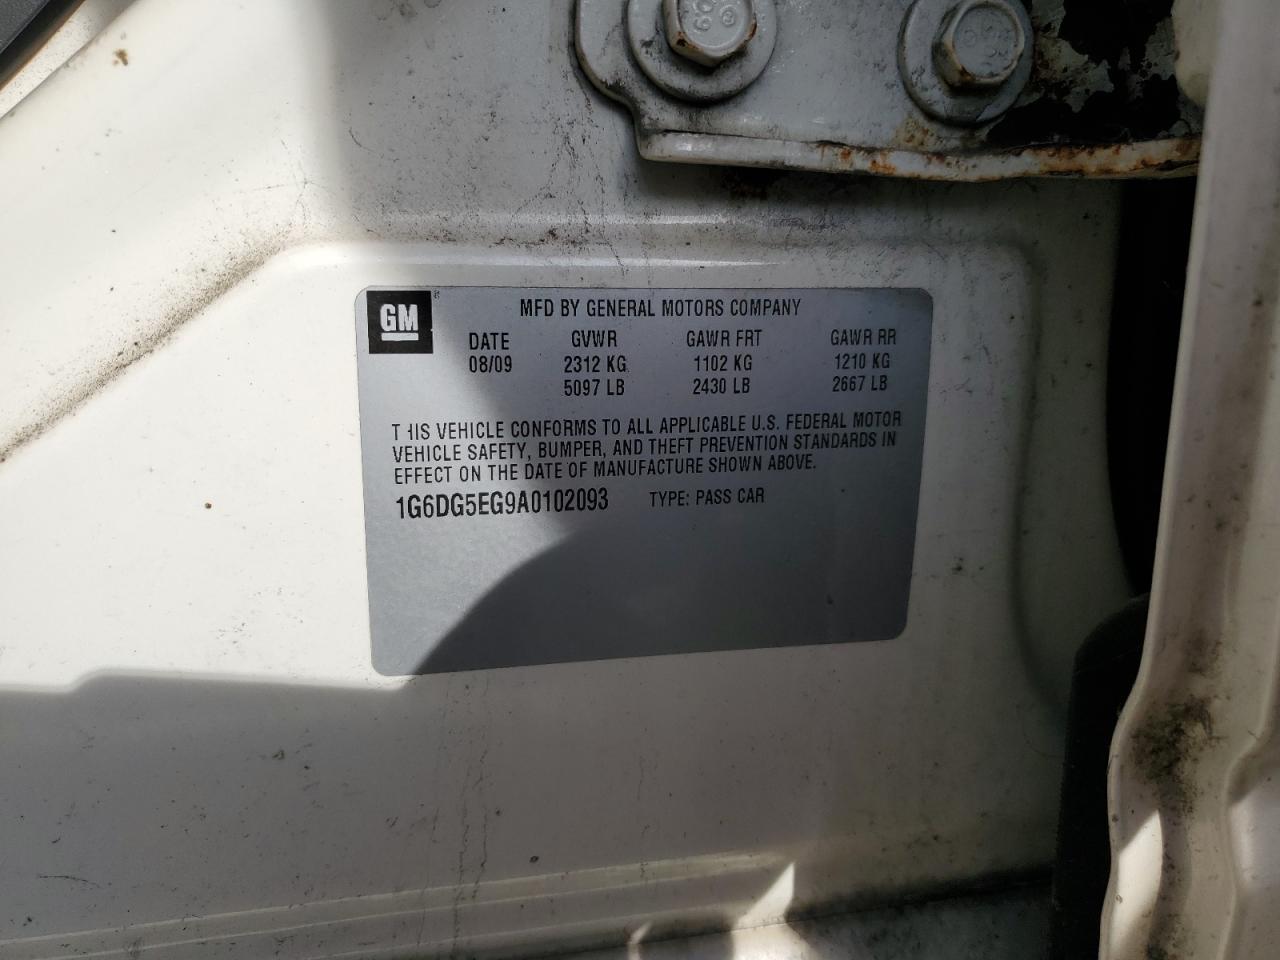 GM
MFD BY GENERAL MOTORS COMPANY
DATE GVWR GAWR FRT GAWR RR
08/09 2312 KG 1102 KG 1210 KG
5097 LB 2430 LB 2667 LB
THIS VEHICLE CONFORMS TO ALL APPLICABLE U.S. FEDERAL MOTOR
VEHICLE SAFETY, BUMPER, AND THEFT PREVENTION STANDARDS IN
EFFECT ON THE DATE OF MANUFACTURE SHOWN ABOVE.
1G6DG5EG9A0102093 TYPE: PASS CAR